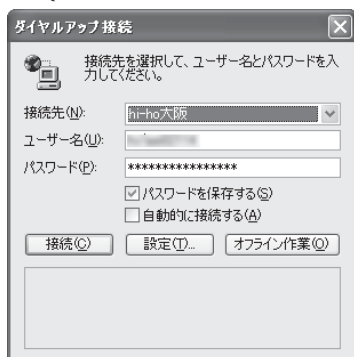 ダイヤルアップ接続
接続先を選択して、ユーザー名とパスワードを入
力してください。
接続先(N):
hi-ho大阪
ユーザー名(U):
パスワード(P):
****************
パスワードを保存する(S)
自動的に接続する(A)
接続(C)
設定(T)...
オフライン作業(O)